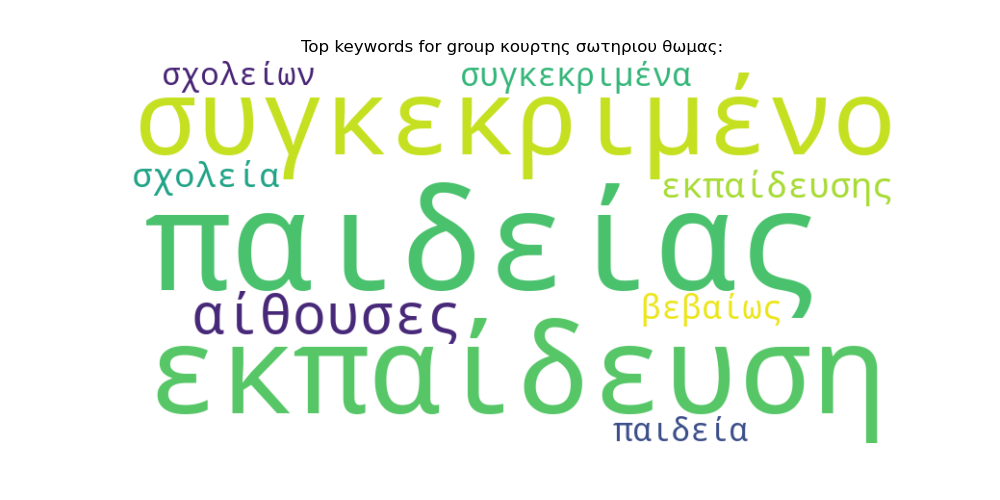 Top keywords for group κουρτης σωτηριου θωμας:
σχολείων
συγκεκριμένα
συγκεκριμένο
σχολεία
εκπαίδευσης
παιδείας
αίθουσες
βεβαίως
εκπαίδευση
παιδεία